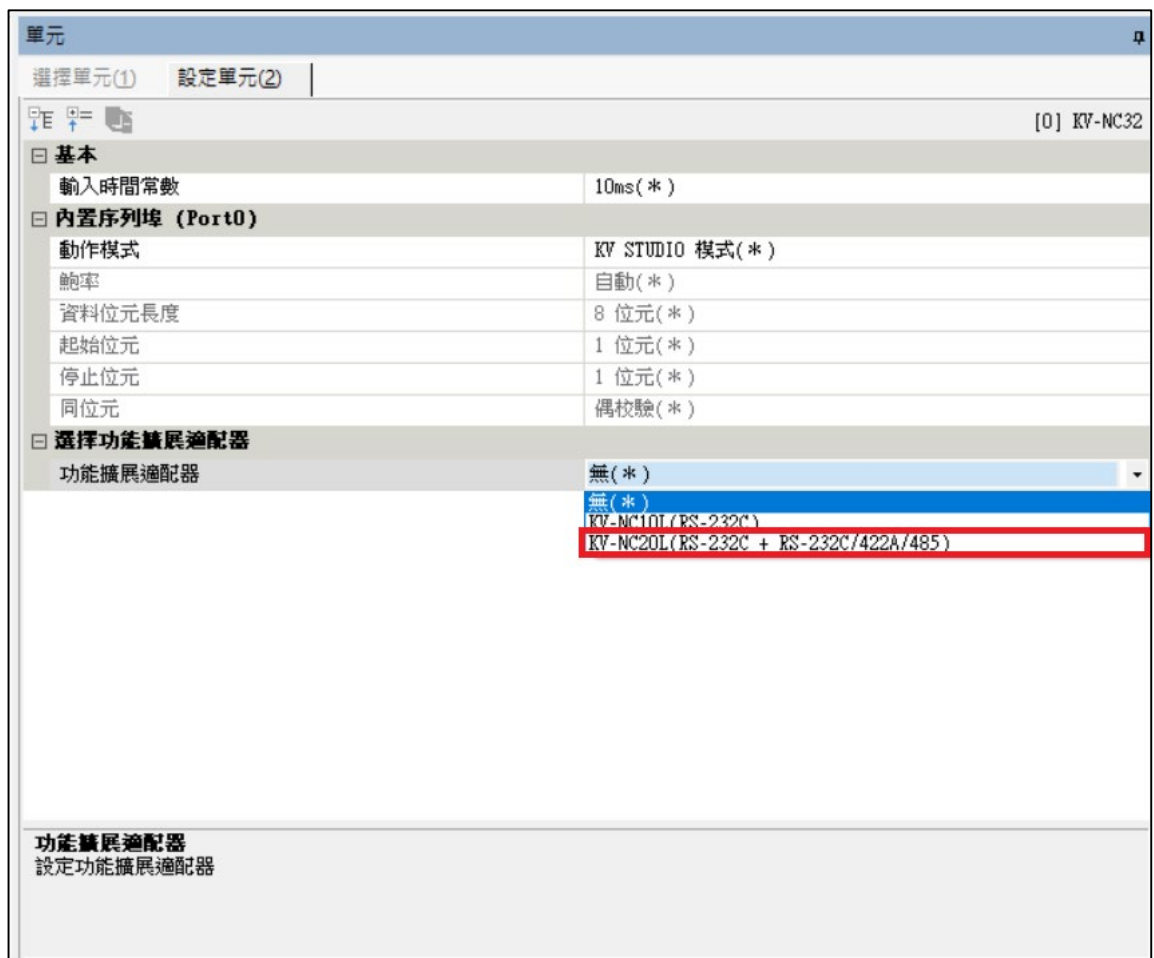 單元
選擇單元(1) 設定單元(2)
[0] KV-NC32
基本
輸入時間常數 10ms(*)
內置序列埠 (Port0)
動作模式 KV STUDIO 模式(*)
鮑率 自動(*)
資料位元長度 8 位元(*)
起始位元 1 位元(*)
停止位元 1 位元(*)
同位元 偶校驗(*)
選擇功能擴展適配器
功能擴展適配器 無(*)
無(*)
KV-NC10L(RS-232C)
KV-NC20L(RS-232C + RS-232C/422A/485)
功能擴展適配器
設定功能擴展適配器